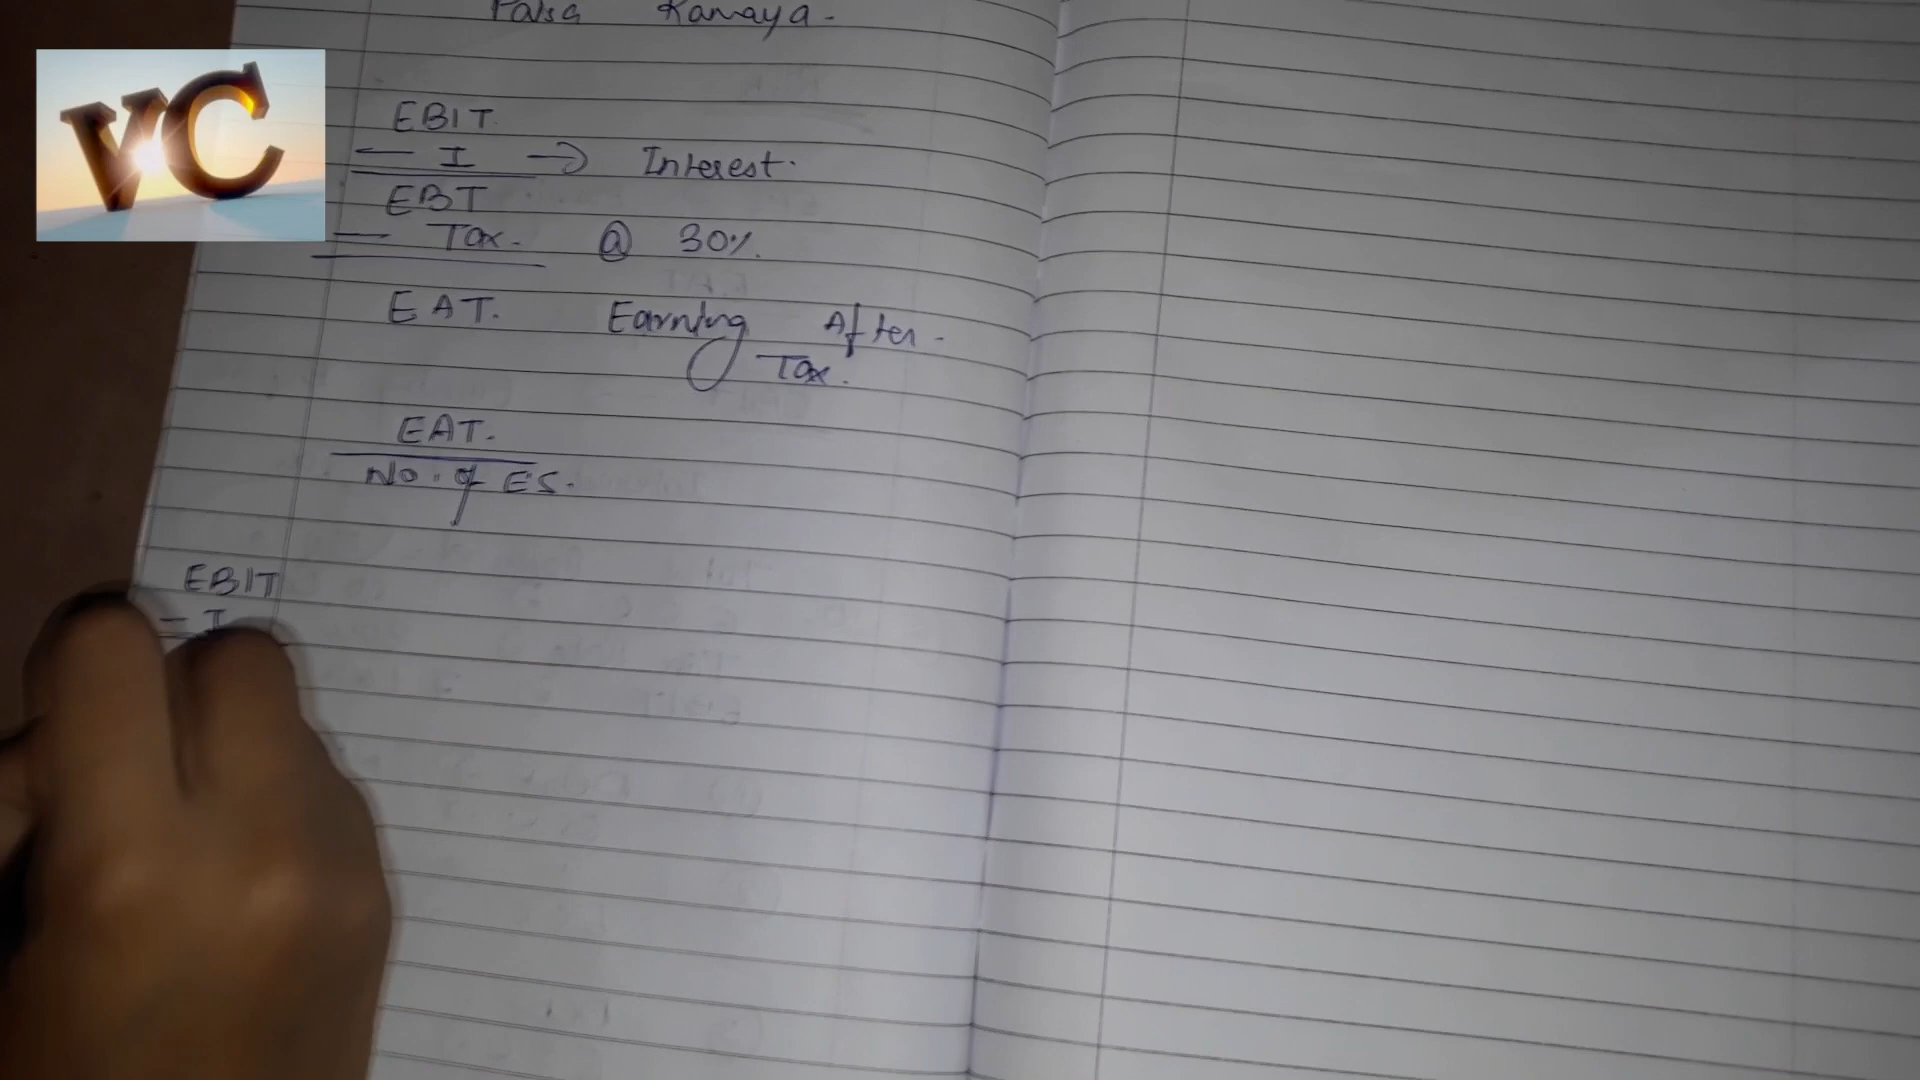 Paisa Kamaya.
VC
EBIT.
— I → Interest.
EBT
— Tax. @ 30%.
EAT. Earning After.
Tax.
EAT.
No. of ES.
EBIT
- I